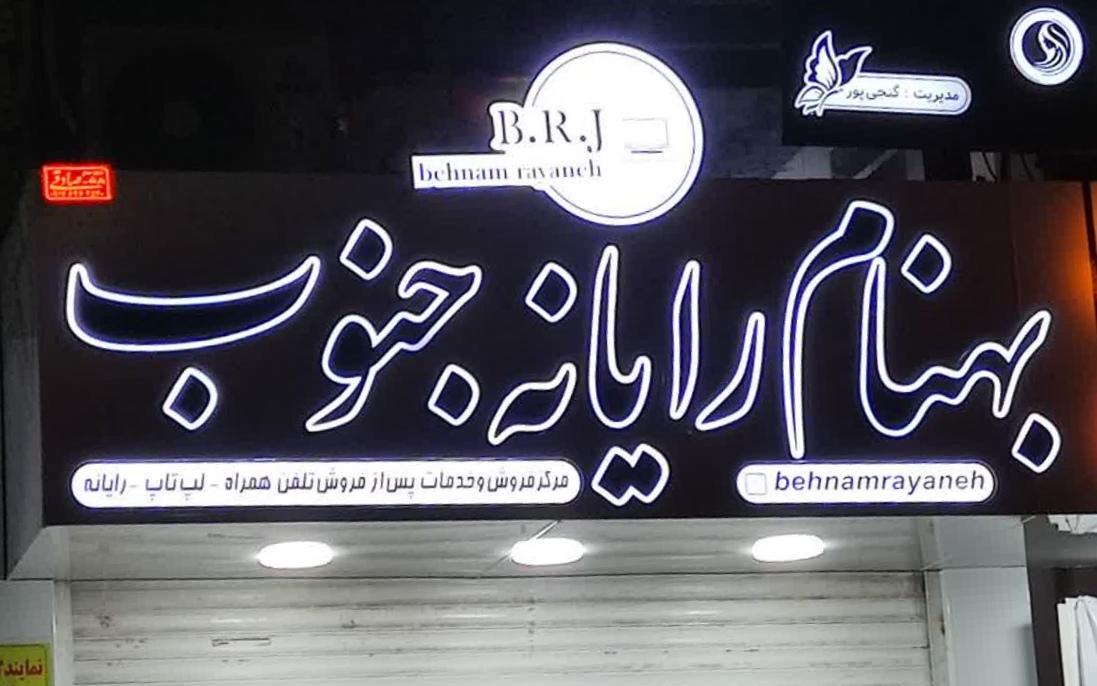 مدیریت : گنجی پور
B.R.J
behnam rayaneh
بهنام رایانه جنوب
مرکز فروش و خدمات پس از فروش تلفن همراه - لپ تاپ - رایانه
behnamrayaneh
صادقی